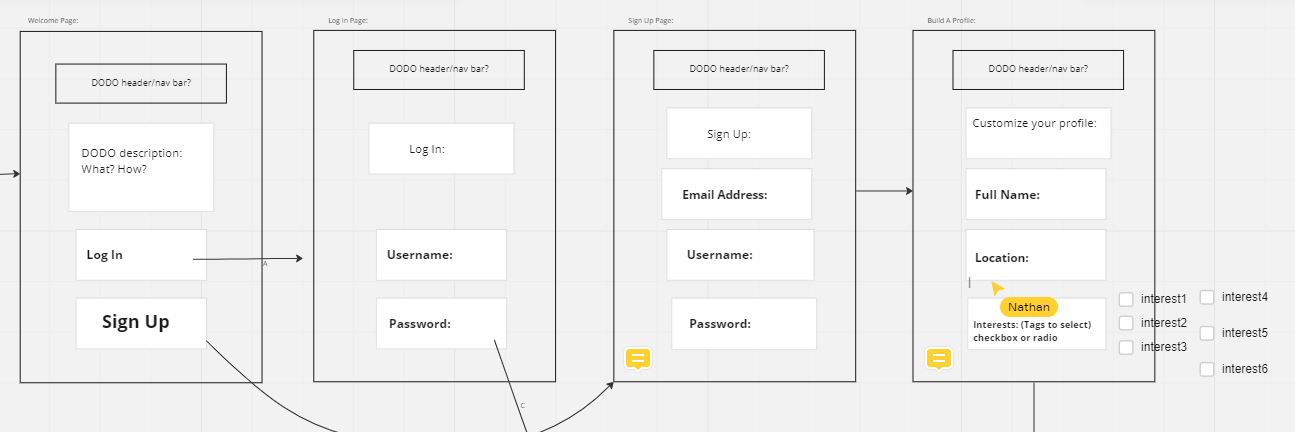 Welcome Page:
DODO header/nav bar?
DODO description:
What? How?
Log In
A
Sign Up
Log in Page:
DODO header/nav bar?
Log In:
Username:
Password:
C
Sign Up Page:
DODO header/nav bar?
Sign Up:
Email Address:
Username:
Password:
Build A Profile:
DODO header/nav bar?
Customize your profile:
Full Name:
Location:
Nathan
Interests: (Tags to select)
checkbox or radio
interest1
interest2
interest3
interest4
interest5
interest6